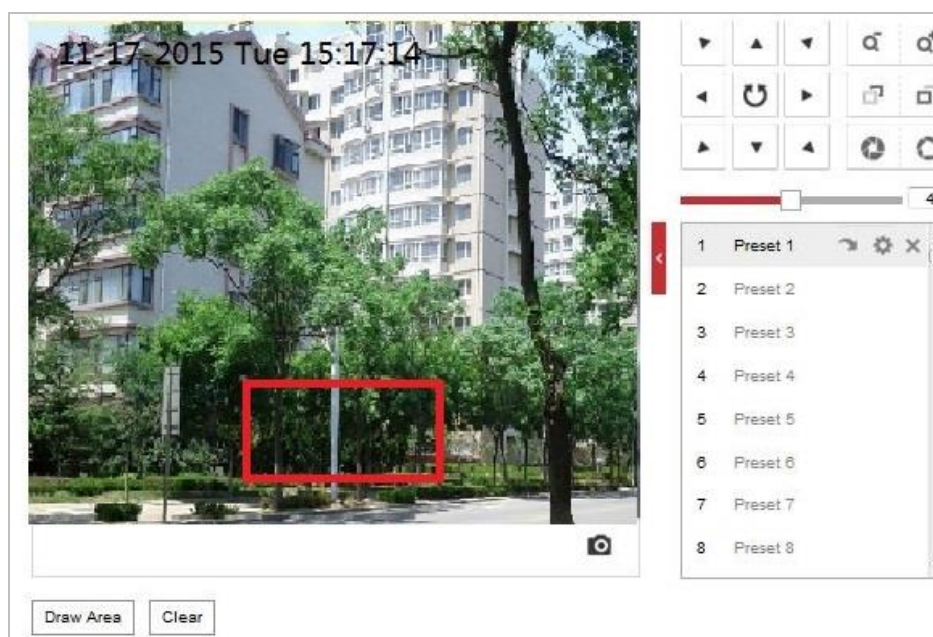 11-17-2015 Tue 15:17:14
4
1 Preset 1
2 Preset 2
3 Preset 3
4 Preset 4
5 Preset 5
6 Preset 6
7 Preset 7
8 Preset 8
Draw Area Clear